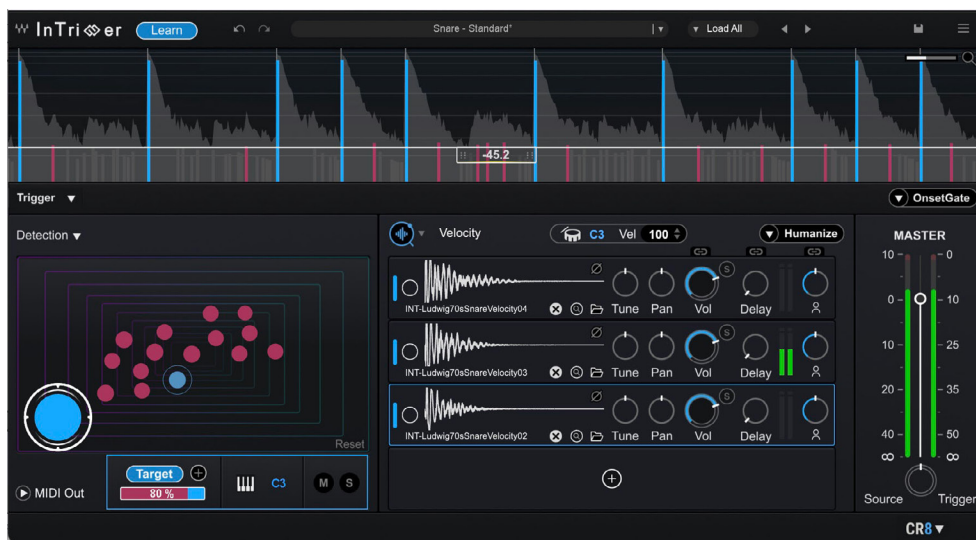 InTrigger Learn Snare - Standard* Load All
-45.2
Trigger OnsetGate
Detection Velocity C3 Vel 100 Humanize MASTER
10 0
S
INT-Ludwig70sSnareVelocity04 Tune Pan Vol Delay
0 10
S
INT-Ludwig70sSnareVelocity03 Tune Pan Vol Delay
10 25
20 35
S
INT-Ludwig70sSnareVelocity02 Tune Pan Vol Delay
40 50
Reset
∞ ∞
Target
MIDI Out 80 % C3 M S
Source Trigger
CR8